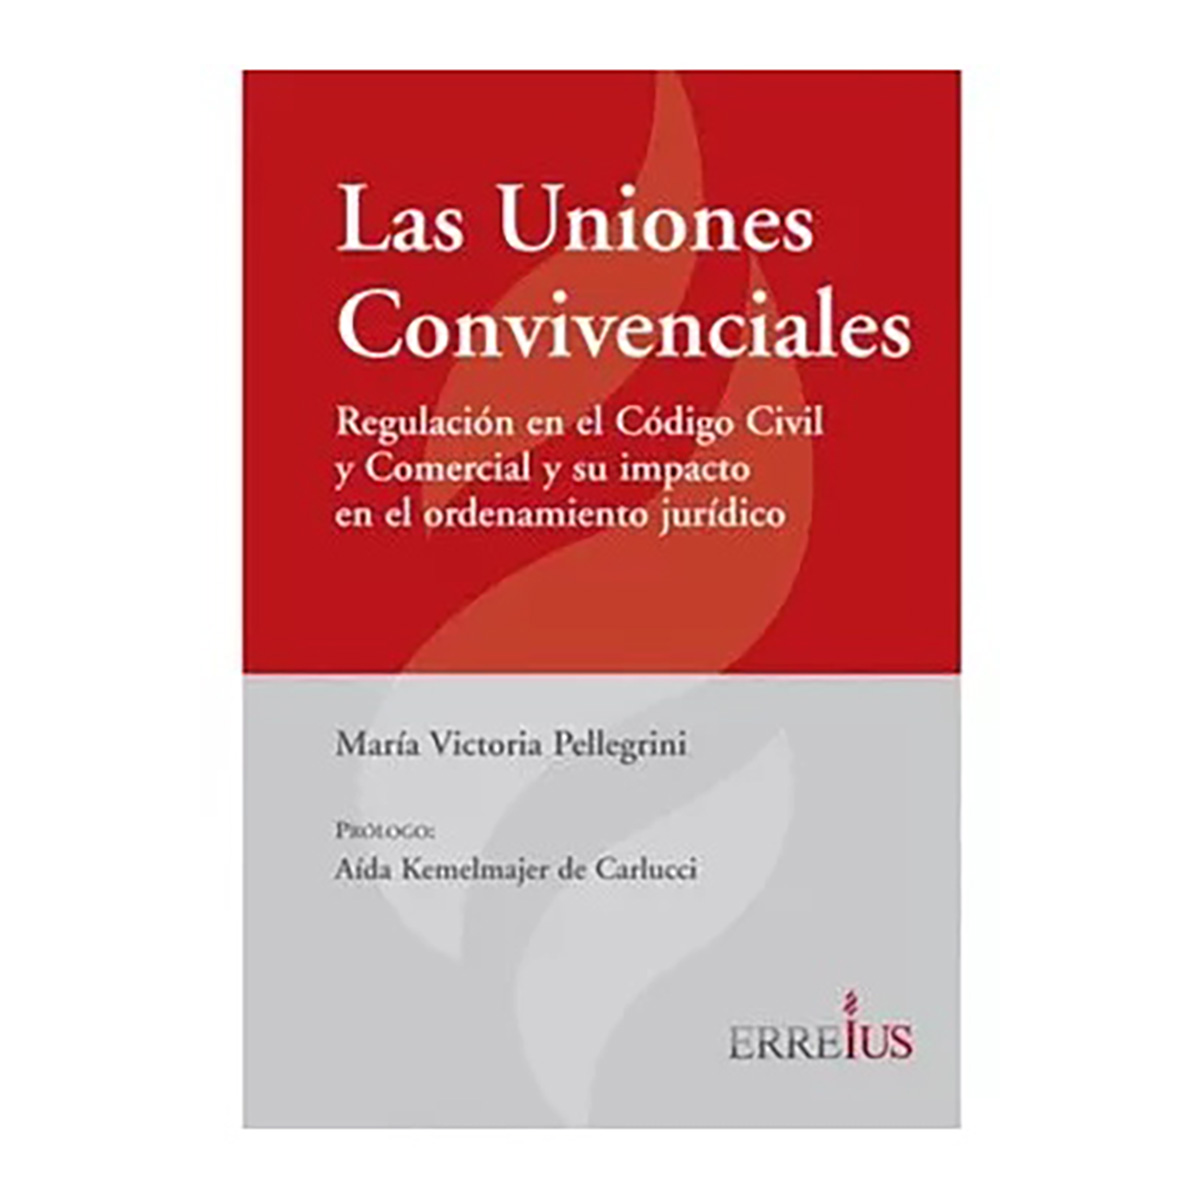 Las Uniones
Convivenciales
Regulación en el Código Civil
y Comercial y su impacto
en el ordenamiento jurídico
María Victoria Pellegrini
PRÓLOGO:
Aída Kemelmajer de Carlucci
ERREIUS